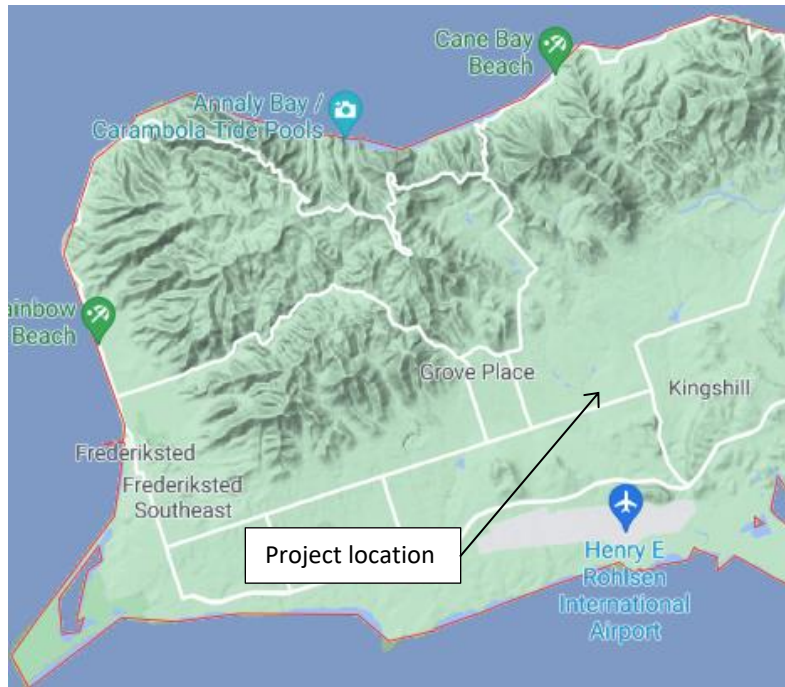 Cane Bay
Beach
Annaly Bay /
Carambola Tide Pools
ainbow
Beach
Grove Place
Kingshill
Frederiksted
Frederiksted
Southeast
Project location
Henry E
Rohlsen
International
Airport